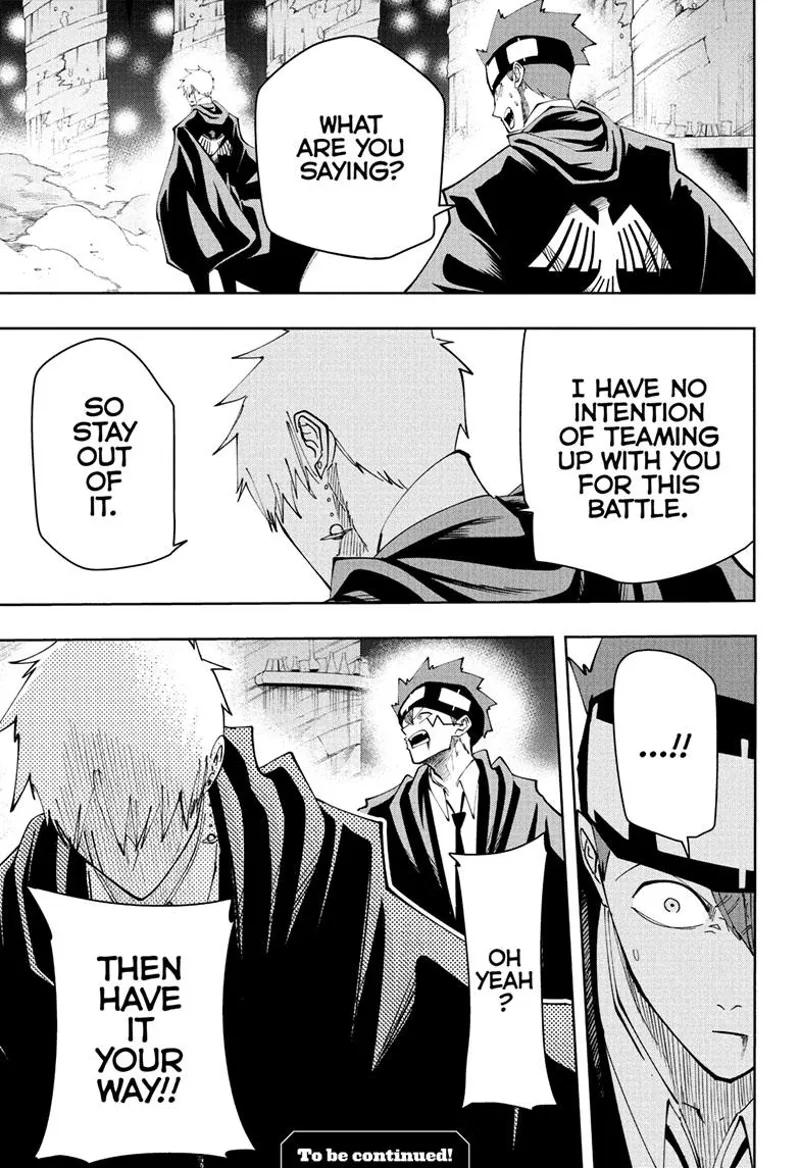 WHAT
ARE YOU
SAYING?
I HAVE NO
INTENTION
OF TEAMING
UP WITH YOU
FOR THIS
BATTLE.
SO
STAY
OUT
OF
IT.
...!!
OH
YEAH
?
THEN
HAVE
IT
YOUR
WAY!!
To be continued!